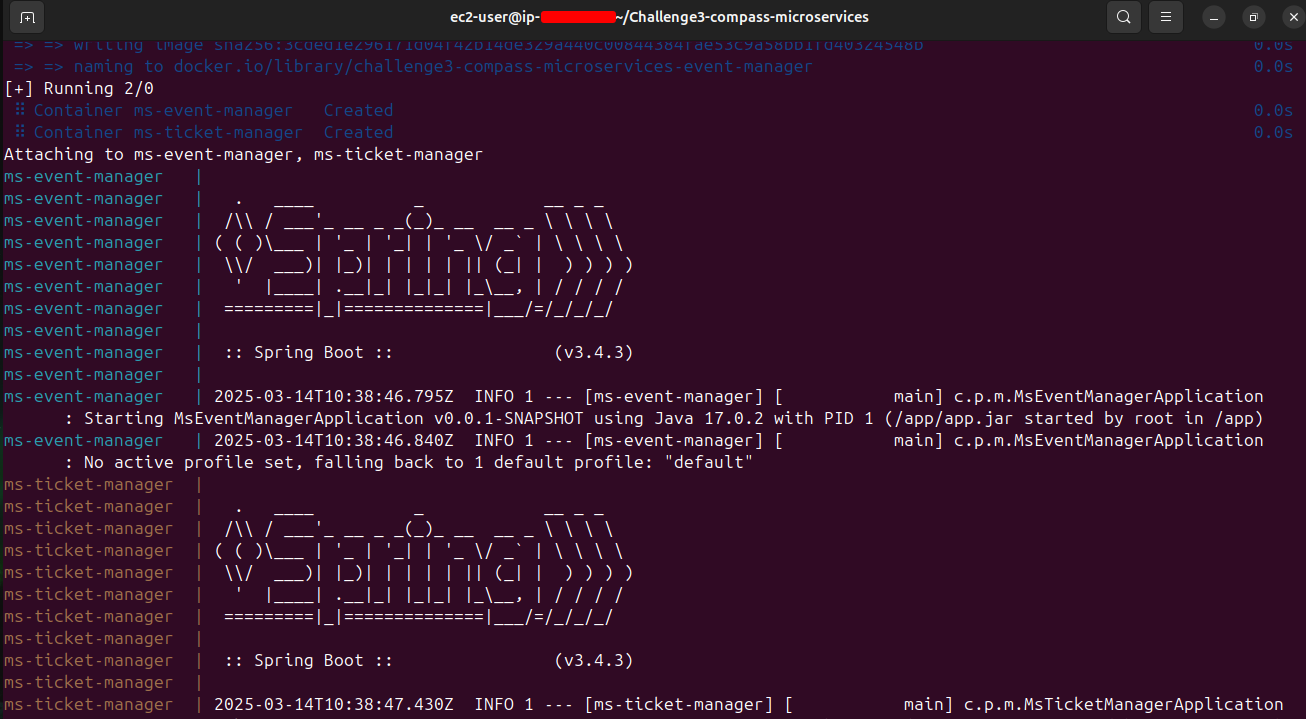 ec2-user@ip- ~/Challenge3-compass-microservices
=> => writing image sha256:3cded1e296171d04f42b14de329a440c00844384fae53c9a58bb1fd40324548b 0.0s
=> => naming to docker.io/library/challenge3-compass-microservices-event-manager 0.0s
[+] Running 2/0
⠿ Container ms-event-manager   Created 0.0s
⠿ Container ms-ticket-manager  Created 0.0s
Attaching to ms-event-manager, ms-ticket-manager
ms-event-manager   |
ms-event-manager   |   .   ____          _            __ _ _
ms-event-manager   |  /\\ / ___'_ __ _ _(_)_ __  __ _ \ \ \ \
ms-event-manager   | ( ( )\___ | '_ | '_| | '_ \/ _` | \ \ \ \
ms-event-manager   |  \\/  ___)| |_)| | | | | || (_| |  ) ) ) )
ms-event-manager   |   '  |____| .__|_| |_|_| |_\__, | / / / /
ms-event-manager   |  =========|_|==============|___/=/_/_/_/
ms-event-manager   |
ms-event-manager   |  :: Spring Boot ::                (v3.4.3)
ms-event-manager   |
ms-event-manager   | 2025-03-14T10:38:46.795Z  INFO 1 --- [ms-event-manager] [           main] c.p.m.MsEventManagerApplication
: Starting MsEventManagerApplication v0.0.1-SNAPSHOT using Java 17.0.2 with PID 1 (/app/app.jar started by root in /app)
ms-event-manager   | 2025-03-14T10:38:46.840Z  INFO 1 --- [ms-event-manager] [           main] c.p.m.MsEventManagerApplication
: No active profile set, falling back to 1 default profile: "default"
ms-ticket-manager  |
ms-ticket-manager  |   .   ____          _            __ _ _
ms-ticket-manager  |  /\\ / ___'_ __ _ _(_)_ __  __ _ \ \ \ \
ms-ticket-manager  | ( ( )\___ | '_ | '_| | '_ \/ _` | \ \ \ \
ms-ticket-manager  |  \\/  ___)| |_)| | | | | || (_| |  ) ) ) )
ms-ticket-manager  |   '  |____| .__|_| |_|_| |_\__, | / / / /
ms-ticket-manager  |  =========|_|==============|___/=/_/_/_/
ms-ticket-manager  |
ms-ticket-manager  |  :: Spring Boot ::                (v3.4.3)
ms-ticket-manager  |
ms-ticket-manager  | 2025-03-14T10:38:47.430Z  INFO 1 --- [ms-ticket-manager] [           main] c.p.m.MsTicketManagerApplication